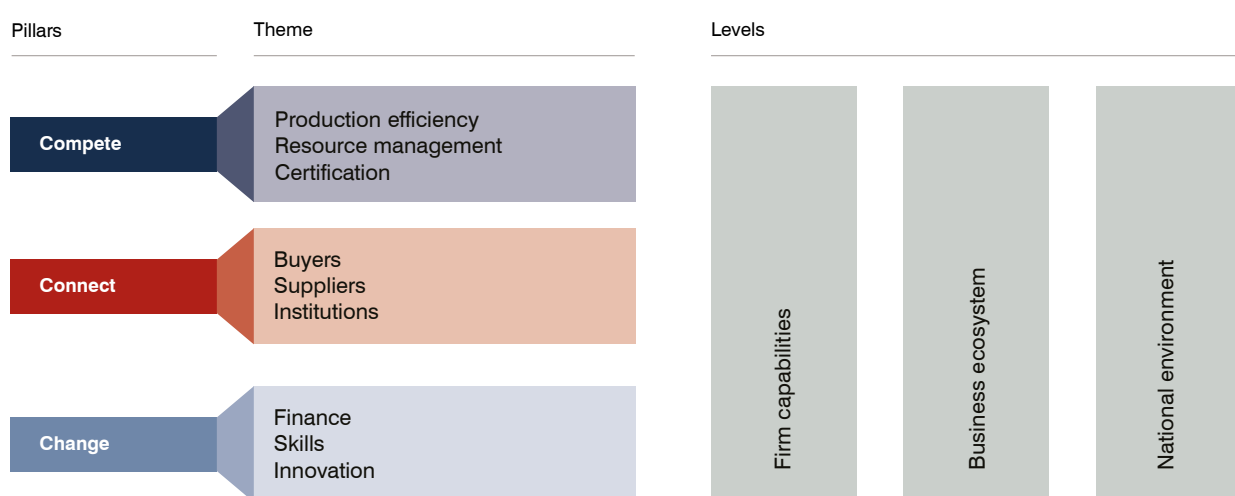 Pillars
Theme
Levels
Compete
Production efficiency
Resource management
Certification
Connect
Buyers
Suppliers
Institutions
Change
Finance
Skills
Innovation
Firm capabilities
Business ecosystem
National environment